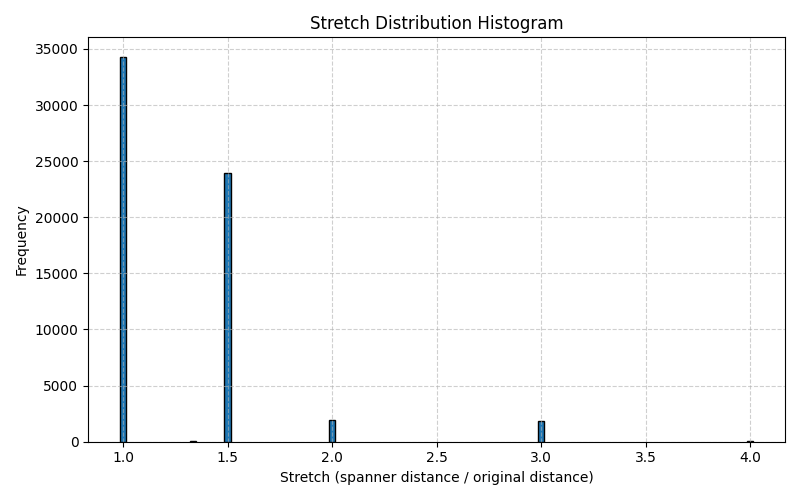 Stretch Distribution Histogram
Frequency
35000
30000
25000
20000
15000
10000
5000
0
1.0 1.5 2.0 2.5 3.0 3.5 4.0
Stretch (spanner distance / original distance)